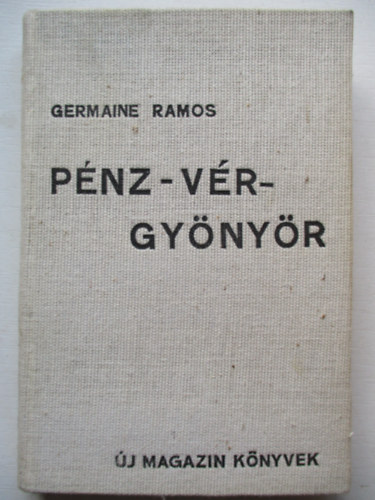 GERMAINE RAMOS
PÉNZ-VÉR-
GYÖNYÖR
ÚJ MAGAZIN KÖNYVEK